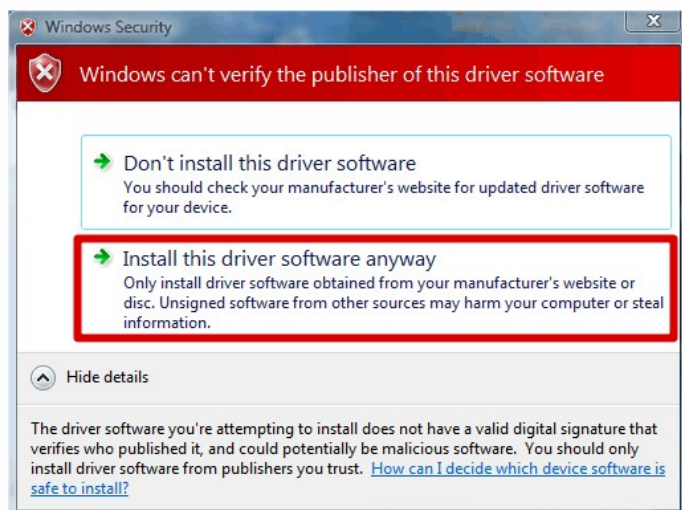 Windows Security
Windows can't verify the publisher of this driver software
Don't install this driver software
You should check your manufacturer's website for updated driver software
for your device.
Install this driver software anyway
Only install driver software obtained from your manufacturer's website or
disc. Unsigned software from other sources may harm your computer or steal
information.
Hide details
The driver software you're attempting to install does not have a valid digital signature that
verifies who published it, and could potentially be malicious software. You should only
install driver software from publishers you trust. How can I decide which device software is
safe to install?